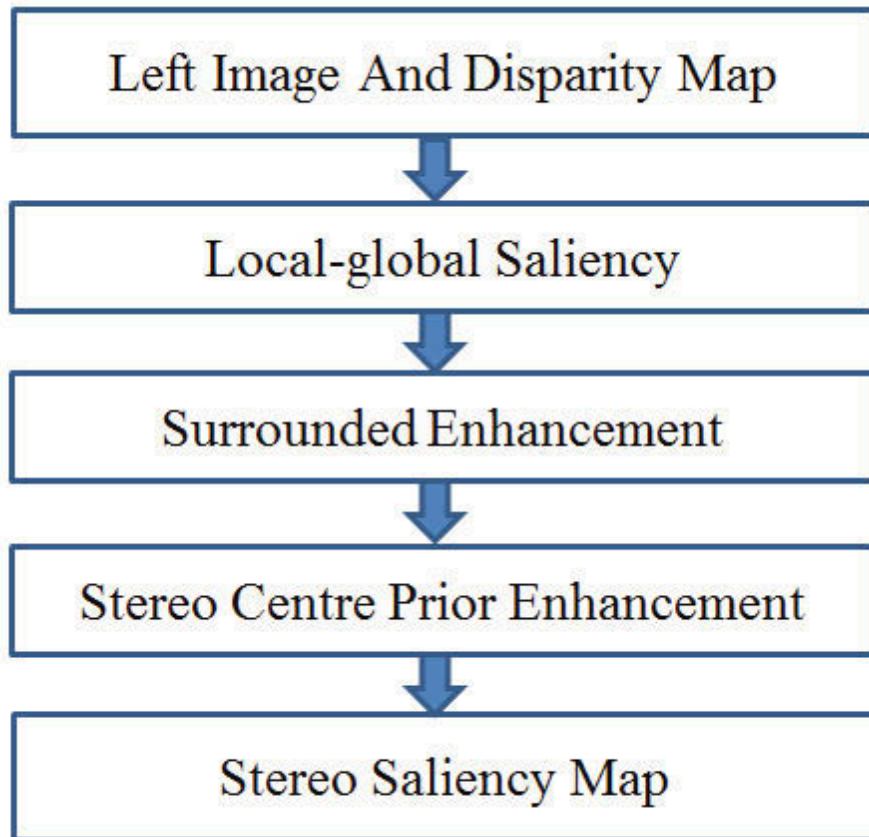 Left Image And Disparity Map
Local-global Saliency
Surrounded Enhancement
Stereo Centre Prior Enhancement
Stereo Saliency Map